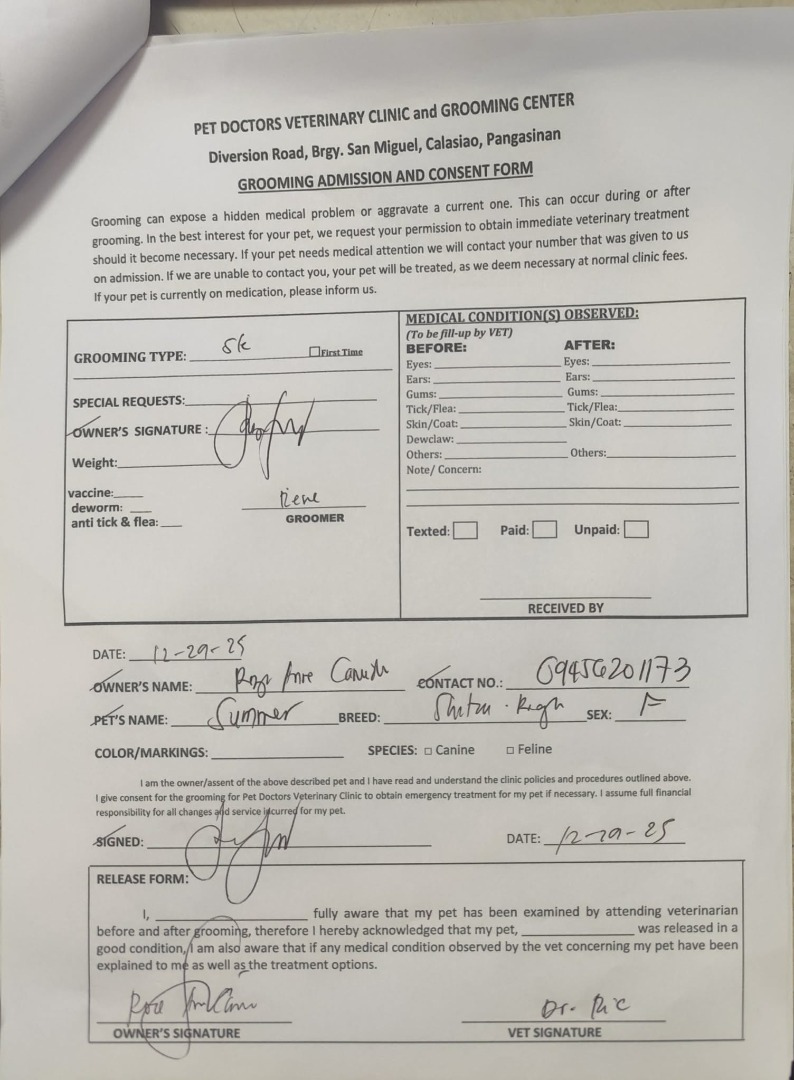 PET DOCTORS VETERINARY CLINIC and GROOMING CENTER
Diversion Road, Brgy. San Miguel, Calasiao, Pangasinan
GROOMING ADMISSION AND CONSENT FORM
Grooming can expose a hidden medical problem or aggravate a current one. This can occur during or after
grooming. In the best interest for your pet, we request your permission to obtain immediate veterinary treatment
should it become necessary. If your pet needs medical attention we will contact your number that was given to us
on admission. If we are unable to contact you, your pet will be treated, as we deem necessary at normal clinic fees.
If your pet is currently on medication, please inform us.
GROOMING TYPE: Sk First Time
SPECIAL REQUESTS:
OWNER'S SIGNATURE :
Weight:
vaccine:
deworm:
anti tick & flea:
Rene
GROOMER
MEDICAL CONDITION(S) OBSERVED:
(To be fill-up by VET)
BEFORE: AFTER:
Eyes: Eyes:
Ears: Ears:
Gums: Gums:
Tick/Flea: Tick/Flea:
Skin/Coat: Skin/Coat:
Dewclaw:
Others: Others:
Note/ Concern:
Texted: Paid: Unpaid:
RECEIVED BY
DATE: 12-29-25
OWNER'S NAME: CONTACT NO.: 09456201173
PET'S NAME: Summer BREED: Shitzu SEX: F
COLOR/MARKINGS: SPECIES: Canine Feline
I am the owner/assent of the above described pet and I have read and understand the clinic policies and procedures outlined above.
I give consent for the grooming for Pet Doctors Veterinary Clinic to obtain emergency treatment for my pet if necessary. I assume full financial
responsibility for all changes and service incurred for my pet.
SIGNED: DATE: 12-29-25
RELEASE FORM:
I, fully aware that my pet has been examined by attending veterinarian
before and after grooming, therefore I hereby acknowledged that my pet, was released in a
good condition, I am also aware that if any medical condition observed by the vet concerning my pet have been
explained to me as well as the treatment options.
Dr. Ric
OWNER'S SIGNATURE VET SIGNATURE